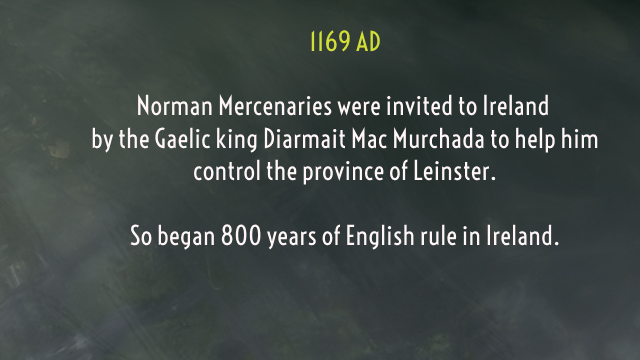 1169 AD
Norman Mercenaries were invited to Ireland
by the Gaelic king Diarmait Mac Murchada to help him
control the province of Leinster.
So began 800 years of English rule in Ireland.